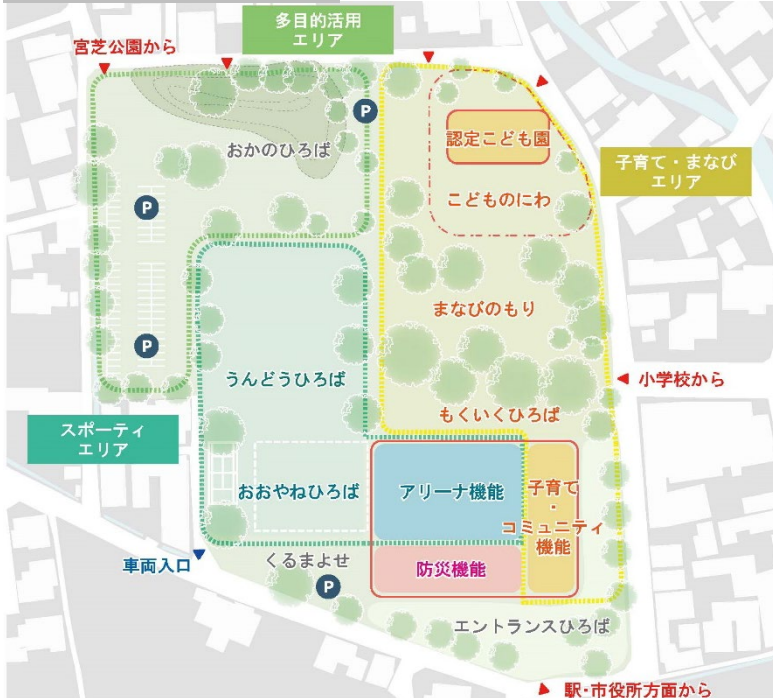 多目的活用
エリア
宮芝公園から
P
おかのひろば
認定こども園
子育て・まなび
エリア
こどものにわ
P
まなびのもり
P
うんどうひろば
小学校から
もくいくひろば
スポーティ
エリア
おおやねひろば
アリーナ機能
子育て
・
コミュニティ
機能
車両入口
くるまよせ
防災機能
P
エントランスひろば
駅・市役所方面から